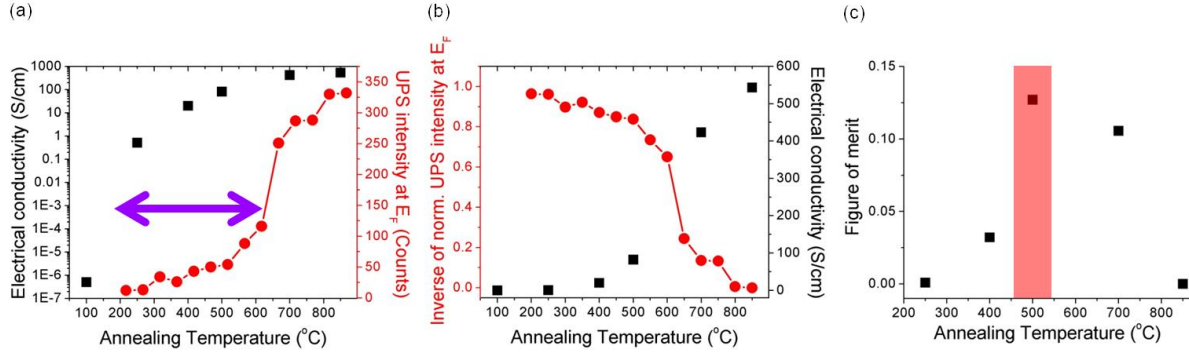 (a)
Electrical conductivity (S/cm)
1000
100
10
1
0.1
0.01
1E-3
1E-4
1E-5
1E-6
1E-7
100 200 300 400 500 600 700 800
Annealing Temperature (°C)
350
300
250
200
150
100
50
0
UPS intensity at E_F (Counts)
(b)
Inverse of norm. UPS intensity at E_F
1.0
0.8
0.6
0.4
0.2
0.0
100 200 300 400 500 600 700 800
Annealing Temperature (°C)
600
500
400
300
200
100
0
Electrical conductivity (S/cm)
(c)
Figure of merit
0.15
0.10
0.05
0.00
200 300 400 500 600 700 800
Annealing Temperature (°C)